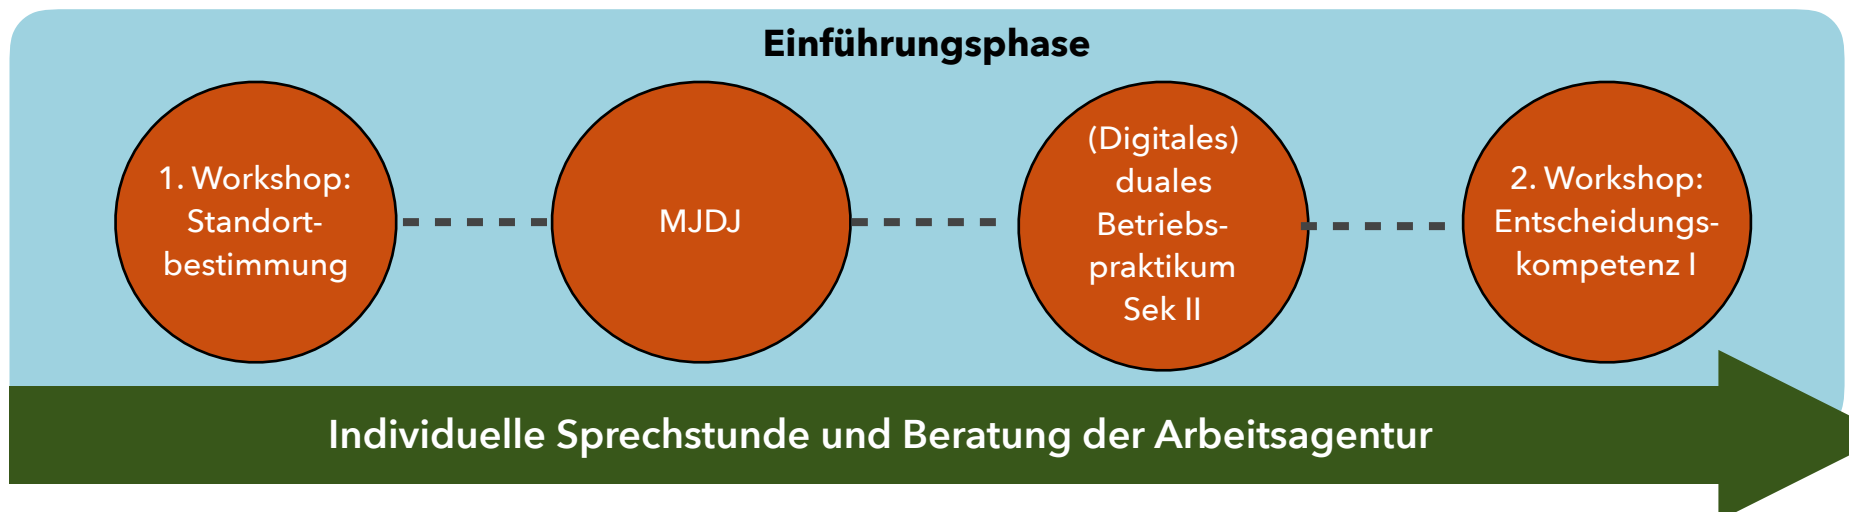 Einführungsphase
1. Workshop:
Standort-
bestimmung
MJDJ
(Digitales)
duales
Betriebs-
praktikum
Sek II
2. Workshop:
Entscheidungs-
kompetenz I
Individuelle Sprechstunde und Beratung der Arbeitsagentur